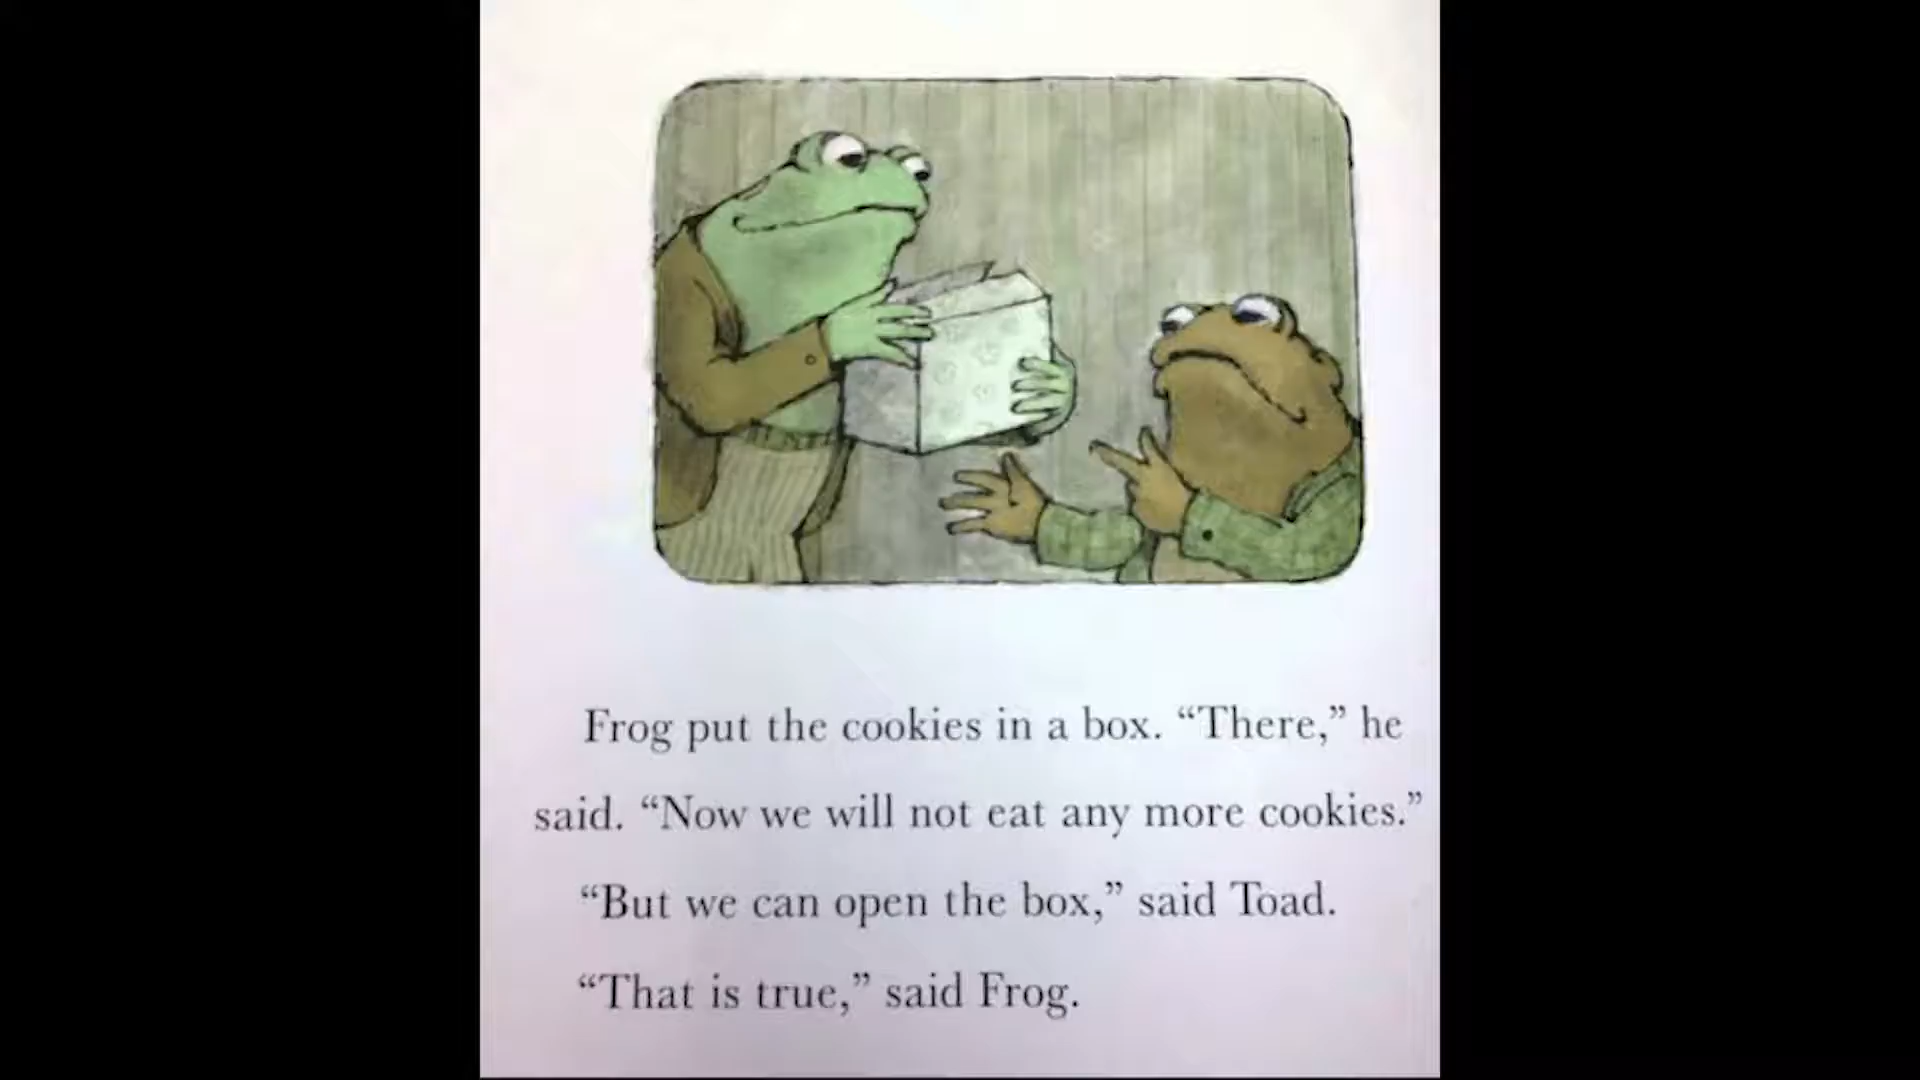 Frog put the cookies in a box. “There,” he
said. “Now we will not eat any more cookies.”
“But we can open the box,” said Toad.
“That is true,” said Frog.